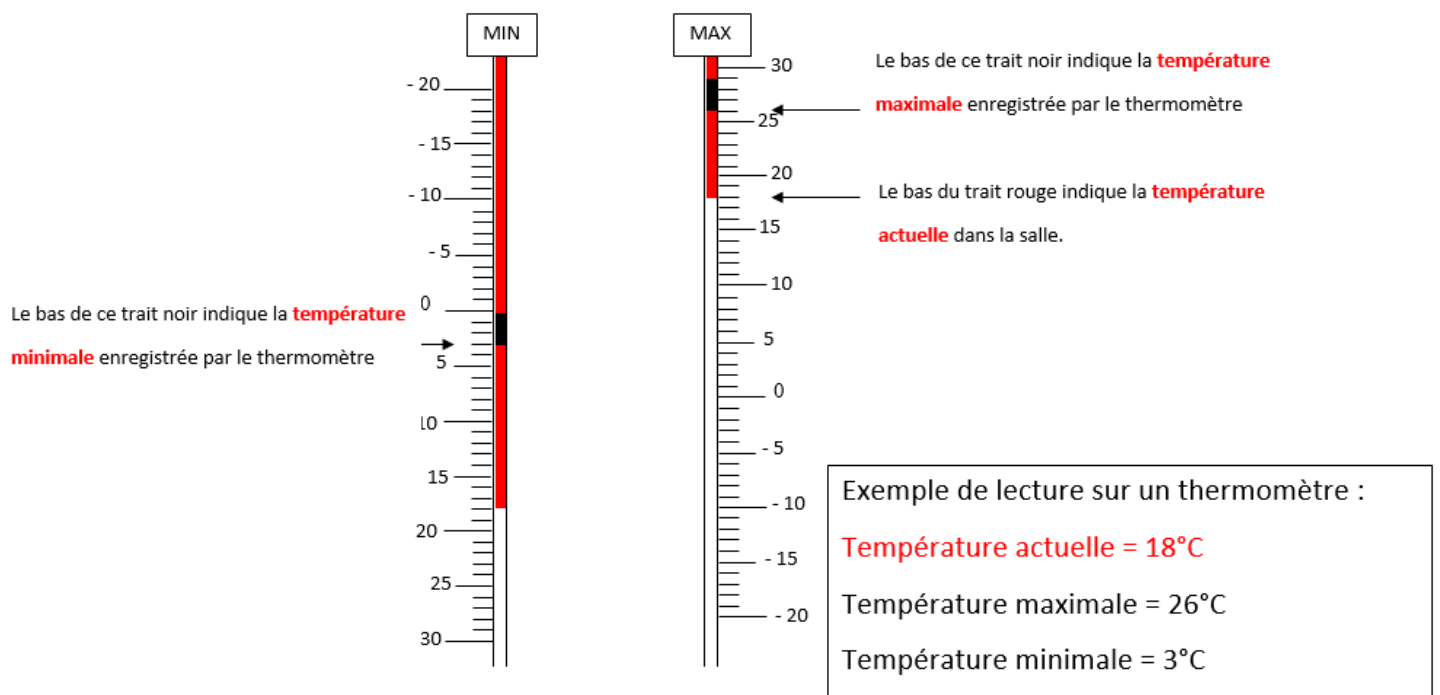 MIN
MAX
- 20
- 15
- 10
- 5
0
5
10
15
20
25
30
30
25
20
15
10
5
0
- 5
- 10
- 15
- 20
Le bas de ce trait noir indique la température
maximale enregistrée par le thermomètre
Le bas du trait rouge indique la température
actuelle dans la salle.
Le bas de ce trait noir indique la température
minimale enregistrée par le thermomètre
Exemple de lecture sur un thermomètre :
Température actuelle = 18°C
Température maximale = 26°C
Température minimale = 3°C